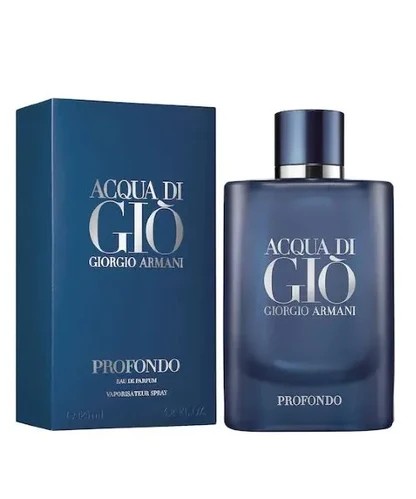 ACQUA DI
GIÒ
GIORGIO ARMANI
PROFONDO
EAU DE PARFUM
VAPORISATEUR SPRAY
ACQUA DI
GIÒ
GIORGIO ARMANI
PROFONDO